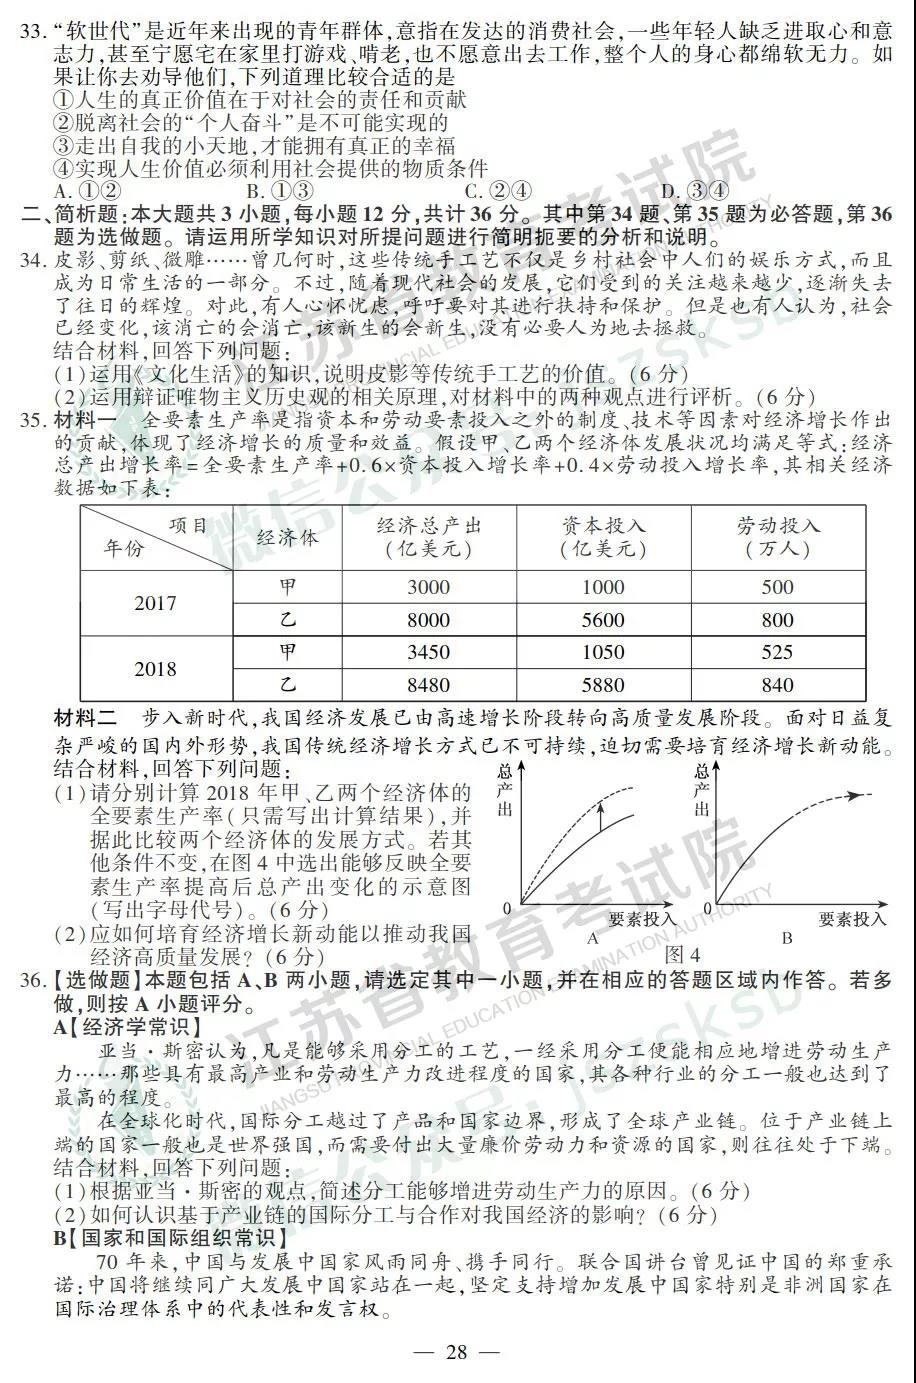 33.“软世代”是近年来出现的青年群体,意指在发达的消费社会,一些年轻人缺乏进取心和意
志力,甚至宁愿宅在家里打游戏、啃老,也不愿意出去工作,整个人的身心都绵软无力。如
果让你去劝导他们,下列道理比较合适的是
①人生的真正价值在于对社会的责任和贡献
②脱离社会的“个人奋斗”是不可能实现的
③走出自我的小天地,才能拥有真正的幸福
④实现人生价值必须利用社会提供的物质条件
A.①② B.①③ C.②④ D.③④
二、简析题:本大题共 3 小题,每小题 12 分,共计 36 分。其中第 34 题、第 35 题为必答题,第 36
题为选做题。请运用所学知识对所提问题进行简明扼要的分析和说明。
34.皮影、剪纸、微雕……曾几何时,这些传统手工艺不仅是乡村社会中人们的娱乐方式,而且
成为日常生活的一部分。不过,随着现代社会的发展,它们受到的关注越来越少,逐渐失去
了往日的辉煌。对此,有人心怀忧虑,呼吁要对其进行扶持和保护。但是也有人认为,社会
已经变化,该消亡的会消亡,该新生的会新生,没有必要人为地去拯救。
结合材料,回答下列问题:
(1)运用《文化生活》的知识,说明皮影等传统手工艺的价值。(6 分)
(2)运用辩证唯物主义历史观的相关原理,对材料中的两种观点进行评析。(6 分)
35.材料一 全要素生产率是指资本和劳动要素投入之外的制度、技术等因素对经济增长作出
的贡献,体现了经济增长的质量和效益。假设甲、乙两个经济体发展状况均满足等式:经济
总产出增长率=全要素生产率+0.6×资本投入增长率+0.4×劳动投入增长率,其相关经济
数据如下表:
项目 年份 经济体 经济总产出(亿美元) 资本投入(亿美元) 劳动投入(万人)
2017 甲 3000 1000 500
乙 8000 5600 800
2018 甲 3450 1050 525
乙 8480 5880 840
材料二 步入新时代,我国经济发展已由高速增长阶段转向高质量发展阶段。面对日益复
杂严峻的国内外形势,我国传统经济增长方式已不可持续,迫切需要培育经济增长新动能。
结合材料,回答下列问题:
(1)请分别计算 2018 年甲、乙两个经济体的
全要素生产率(只需写出计算结果),并
据此比较两个经济体的发展方式。若其
他条件不变,在图 4 中选出能够反映全要
素生产率提高后总产出变化的示意图
(写出字母代号)。(6 分)
(2)应如何培育经济增长新动能以推动我国
经济高质量发展?(6 分)
总产出 0 要素投入 A
总产出 0 要素投入 B
图 4
36.【选做题】本题包括 A、B 两小题,请选定其中一小题,并在相应的答题区域内作答。若多
做,则按 A 小题评分。
A【经济学常识】
亚当·斯密认为,凡是能够采用分工的工艺,一经采用分工便能相应地增进劳动生产
力……那些具有最高产业和劳动生产力改进程度的国家,其各种行业的分工一般也达到了
最高的程度。
在全球化时代,国际分工越过了产品和国家边界,形成了全球产业链。位于产业链上
端的国家一般也是世界强国,而需要付出大量廉价劳动力和资源的国家,则往往处于下端。
结合材料,回答下列问题:
(1)根据亚当·斯密的观点,简述分工能够增进劳动生产力的原因。(6 分)
(2)如何认识基于产业链的国际分工与合作对我国经济的影响?(6 分)
B【国家和国际组织常识】
70 年来,中国与发展中国家风雨同舟、携手同行。联合国讲台曾见证中国的郑重承
诺:中国将继续同广大发展中国家站在一起,坚定支持增加发展中国家特别是非洲国家在
国际治理体系中的代表性和发言权。
— 28 —
江苏省教育考试院
JIANGSU PROVINCIAL EDUCATION EXAMINATION AUTHORITY
微信公众号:jszsksb
江苏省教育考试院
JIANGSU PROVINCIAL EDUCATION EXAMINATION AUTHORITY
微信公众号:jszsksb